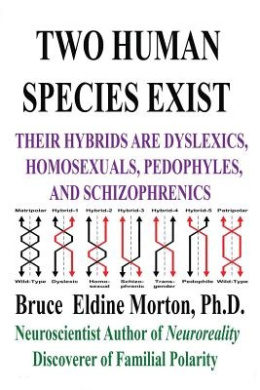 TWO HUMAN
SPECIES EXIST
THEIR HYBRIDS ARE DYSLEXICS,
HOMOSEXUALS, PEDOPHYLES,
AND SCHIZOPHRENICS
Matripolar Hybrid-1 Hybrid-2 Hybrid-3 Hybrid-4 Hybrid-5 Patripolar
Wild-Type Dyslexic Homo-sexual Schiz-ophrenic Trans-gender Pedophile Wild-Type
Bruce Eldine Morton, Ph.D.
Neuroscientist Author of Neuroreality
Discoverer of Familial Polarity